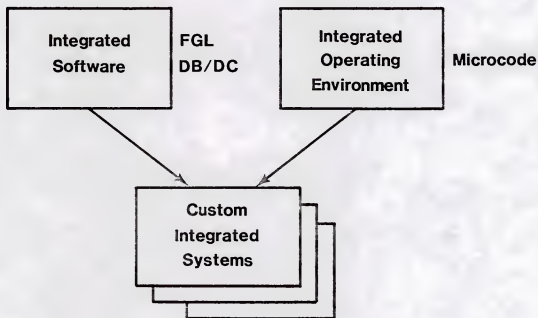 Integrated
Software
FGL
DB/DC
Integrated
Operating
Environment
Microcode
Custom
Integrated
Systems